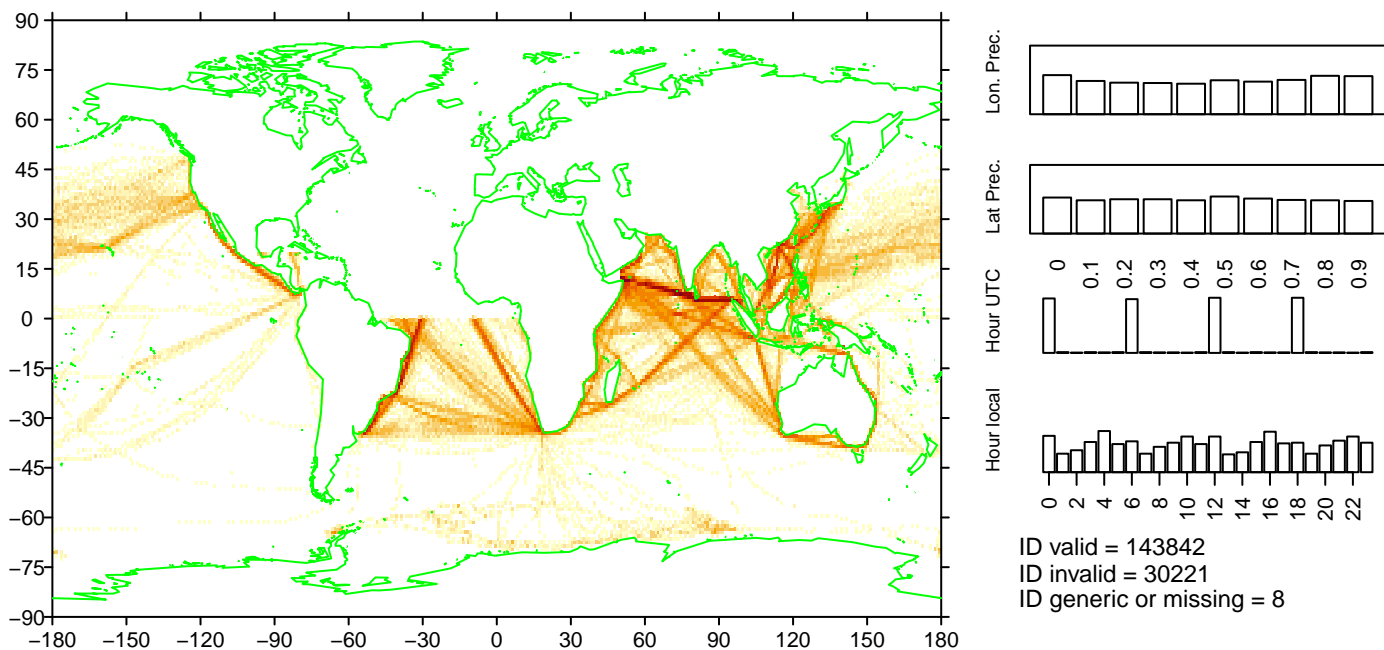 90
75
60
45
30
15
0
−15
−30
−45
−60
−75
−90
−180 −150 −120 −90 −60 −30 0 30 60 90 120 150 180
Lon. Prec.
Lat Prec.
0 0.1 0.2 0.3 0.4 0.5 0.6 0.7 0.8 0.9
Hour UTC
Hour local
0 2 4 6 8 10 12 14 16 18 20 22
ID valid = 143842
ID invalid = 30221
ID generic or missing = 8